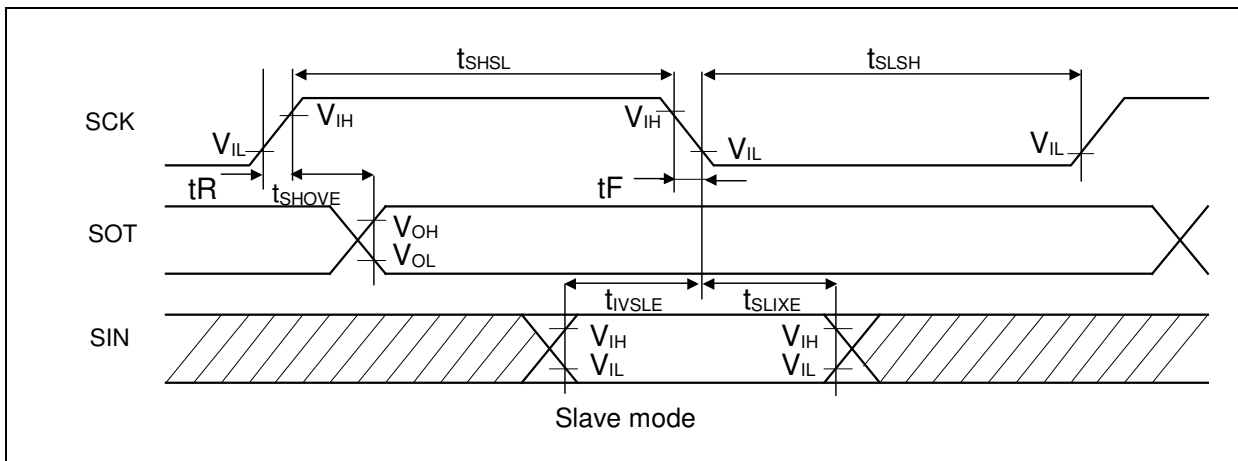 tSHSL
tSLSH
SCK
VIH
VIH
VIL
VIL
VIL
tR
tSHOVE
tF
SOT
VOH
VOL
tIVSLE
tSLIXE
SIN
VIH
VIH
VIL
VIL
Slave mode